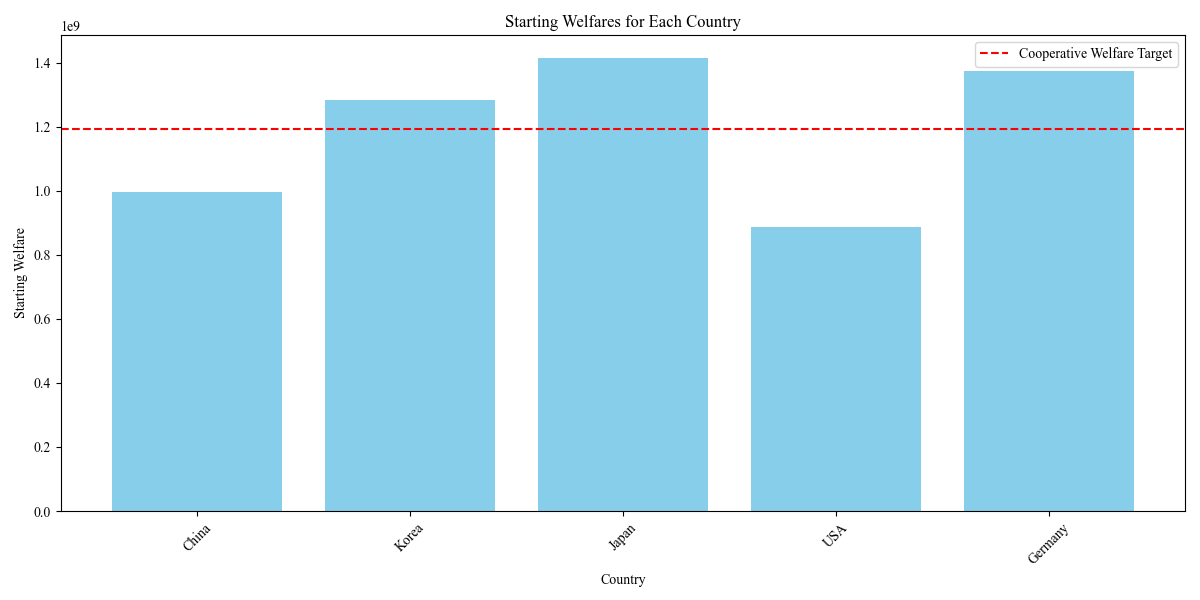 Starting Welfares for Each Country
1e9
Cooperative Welfare Target
1.4
1.2
1.0
0.8
0.6
0.4
0.2
0.0
Starting Welfare
China
Korea
Japan
USA
Germany
Country